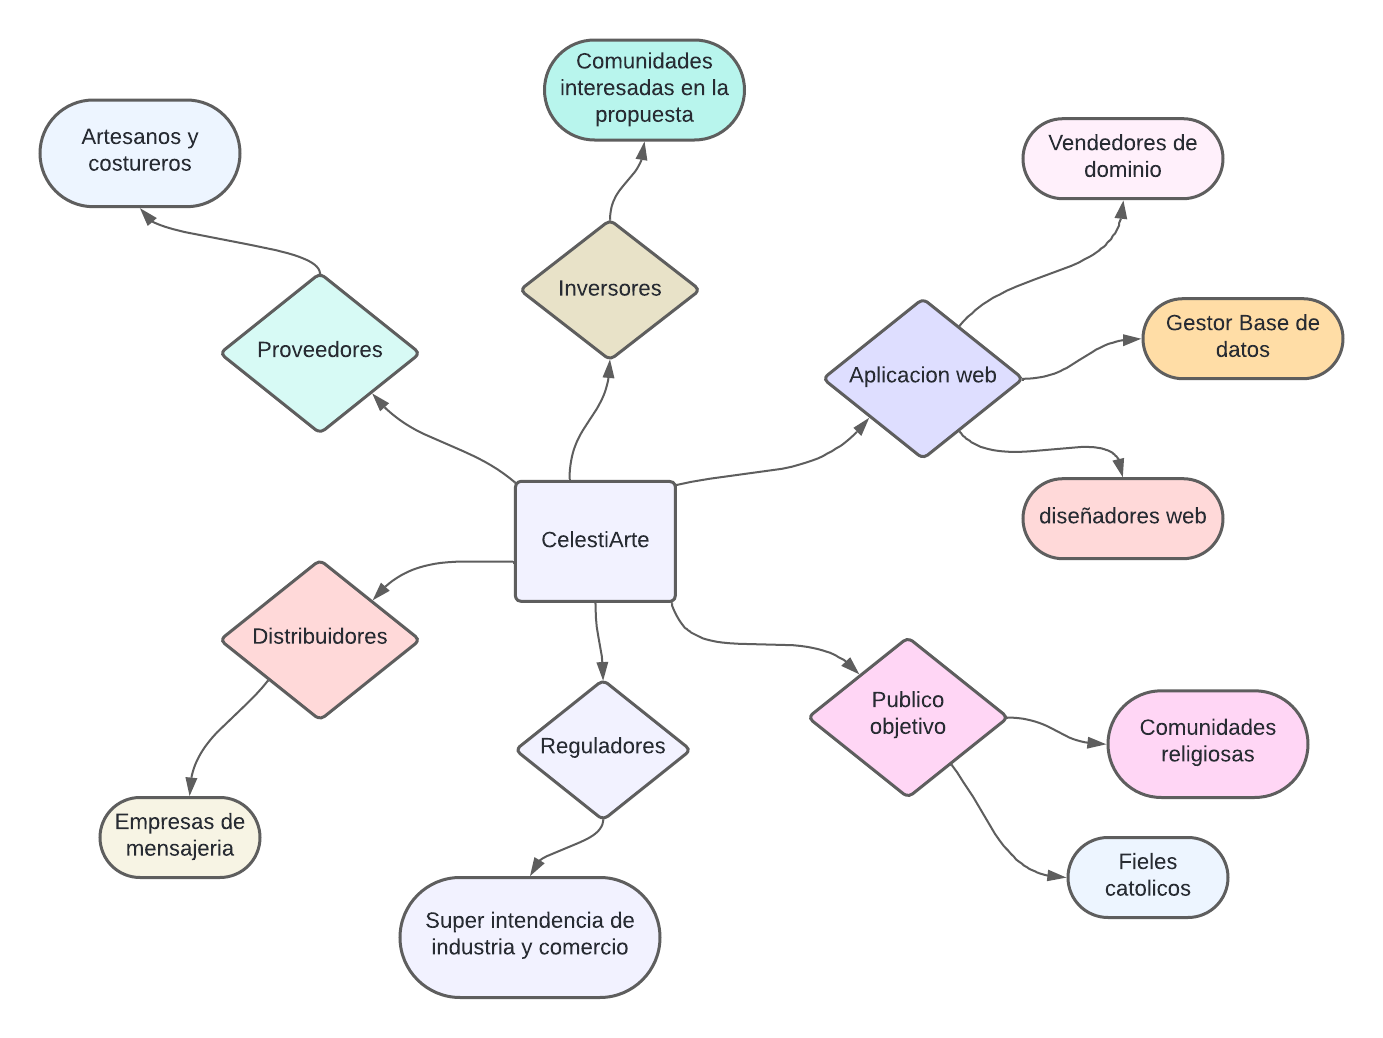 Comunidades
interesadas en la
propuesta
Artesanos y
costureros
Vendedores de
dominio
Inversores
Gestor Base de
datos
Proveedores
Aplicacion web
diseñadores web
CelestiArte
Distribuidores
Reguladores
Publico
objetivo
Comunidades
religiosas
Empresas de
mensajeria
Fieles
catolicos
Super intendencia de
industria y comercio